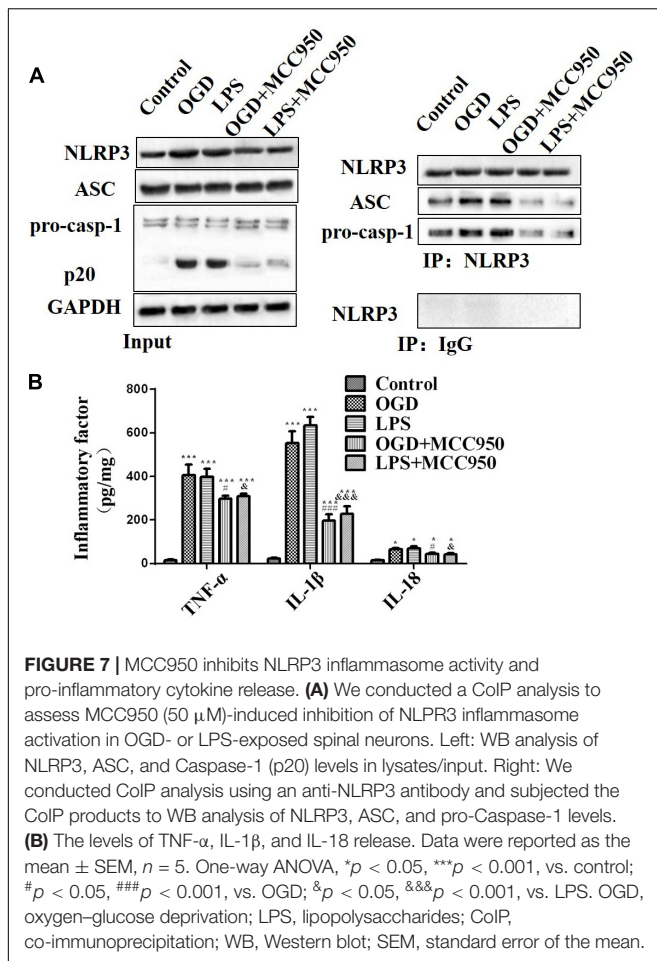 A
Control
OGD
LPS
OGD+MCC950
LPS+MCC950
NLRP3
ASC
pro-casp-1
p20
GAPDH
Input
NLRP3
ASC
pro-casp-1
IP: NLRP3
NLRP3
IP: IgG
B
Control
OGD
LPS
OGD+MCC950
LPS+MCC950
Inflammatory factor
(pg/mg)
800
600
400
200
0
***
***
***
#
***
&
***
***
***
###
***
&&&
*
*
*
#
*
&
TNF-α
IL-1β
IL-18
FIGURE 7 | MCC950 inhibits NLRP3 inflammasome activity and
pro-inflammatory cytokine release. (A) We conducted a CoIP analysis to
assess MCC950 (50 μM)-induced inhibition of NLPR3 inflammasome
activation in OGD- or LPS-exposed spinal neurons. Left: WB analysis of
NLRP3, ASC, and Caspase-1 (p20) levels in lysates/input. Right: We
conducted CoIP analysis using an anti-NLRP3 antibody and subjected the
CoIP products to WB analysis of NLRP3, ASC, and pro-Caspase-1 levels.
(B) The levels of TNF-α, IL-1β, and IL-18 release. Data were reported as the
mean ± SEM, n = 5. One-way ANOVA, *p < 0.05, ***p < 0.001, vs. control;
#p < 0.05, ###p < 0.001, vs. OGD; &p < 0.05, &&&p < 0.001, vs. LPS. OGD,
oxygen–glucose deprivation; LPS, lipopolysaccharides; CoIP,
co-immunoprecipitation; WB, Western blot; SEM, standard error of the mean.